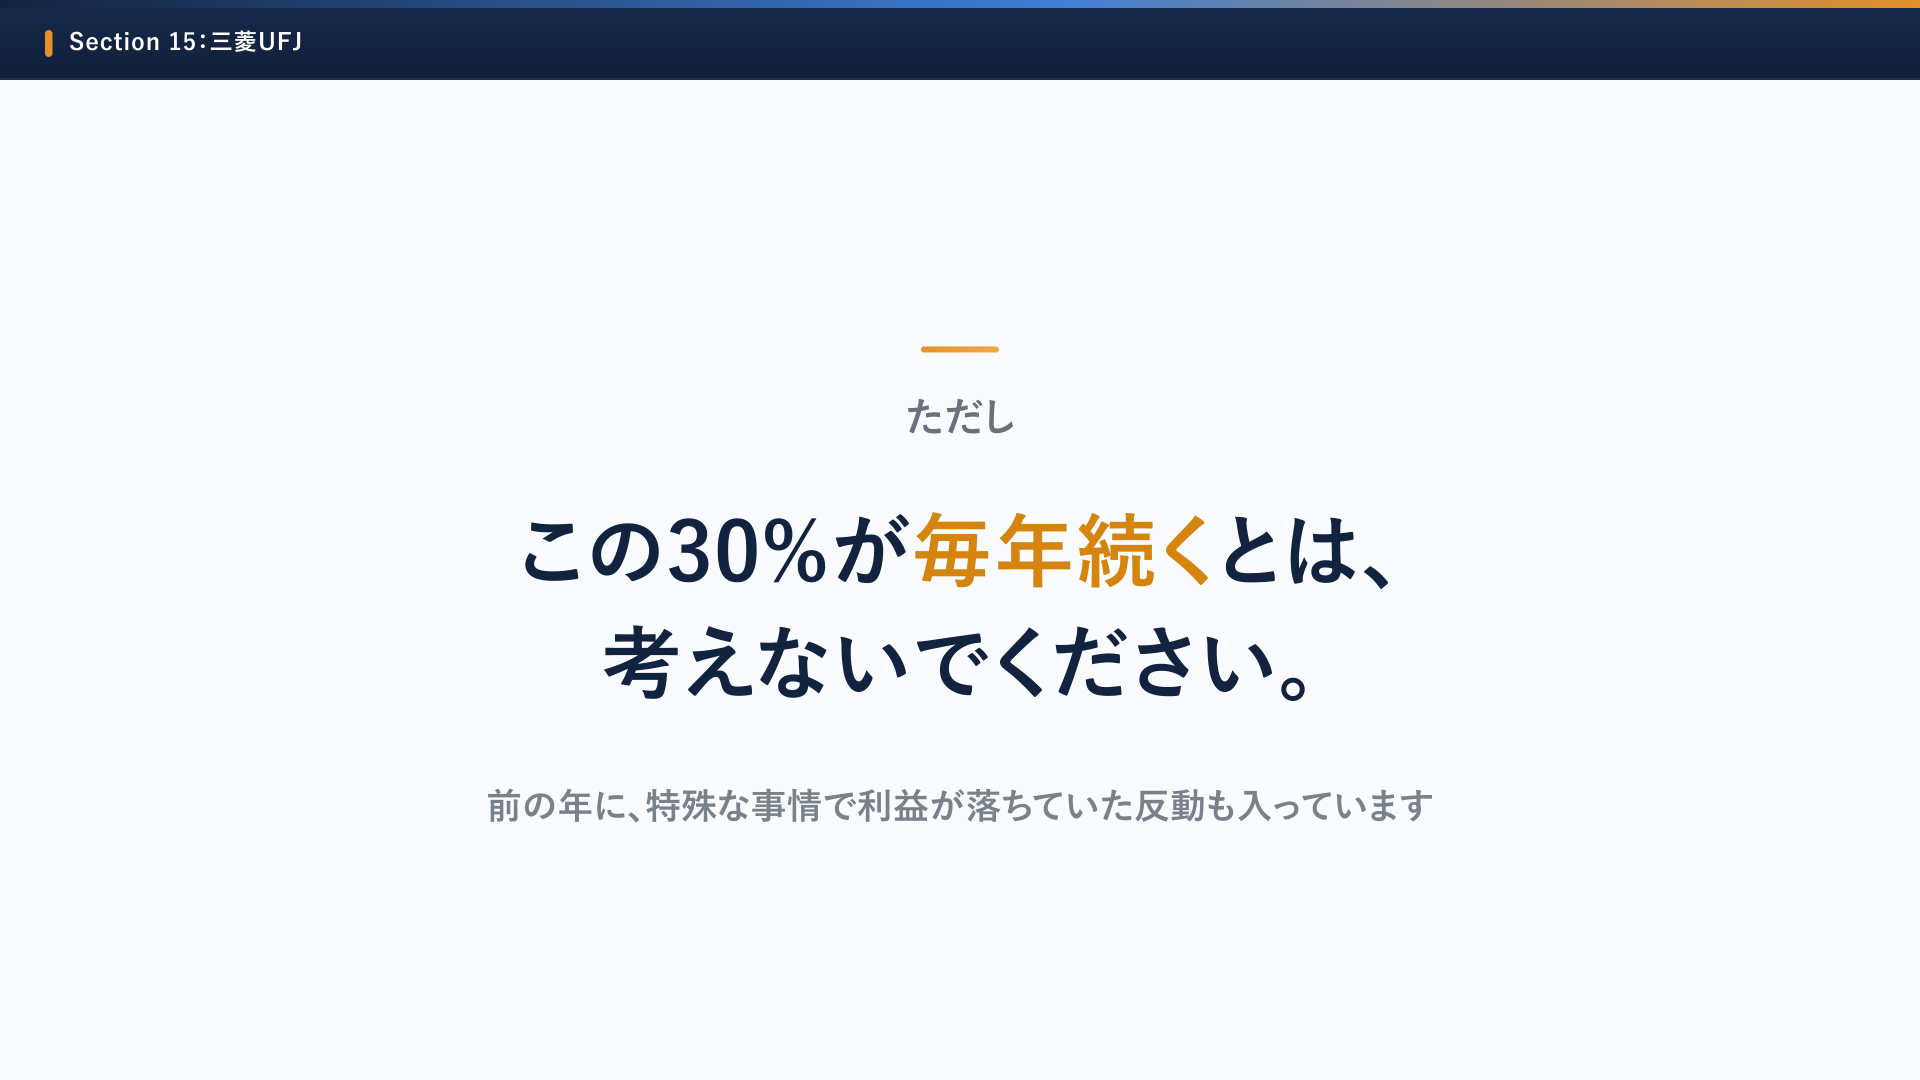 Section 15：三菱UFJ
ただし
この30%が毎年続くとは、
考えないでください。
前の年に、特殊な事情で利益が落ちていた反動も入っています